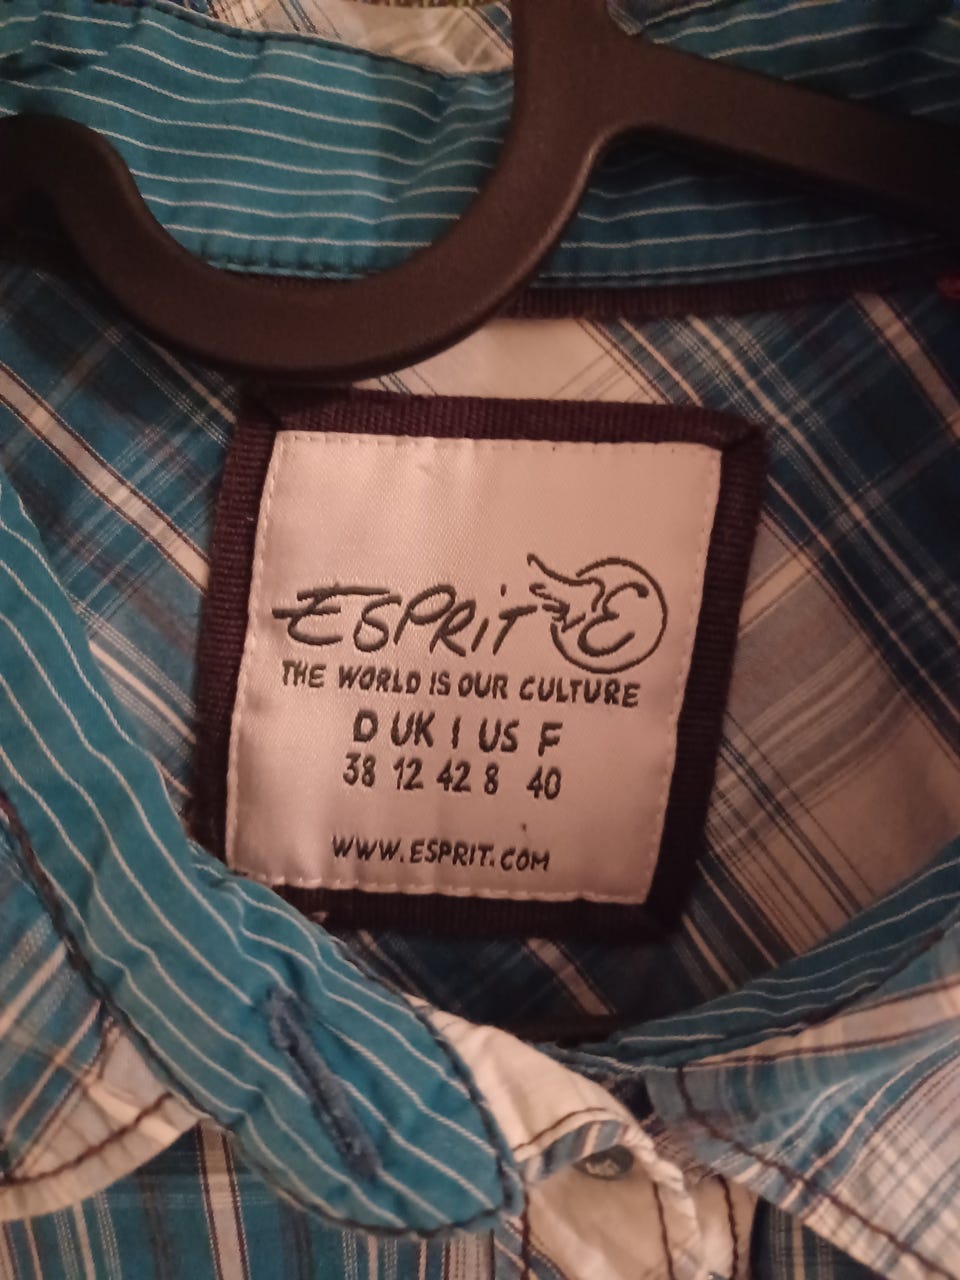 ESPRIT E
THE WORLD IS OUR CULTURE
D UK I US F
38 12 42 8 40
WWW.ESPRIT.COM